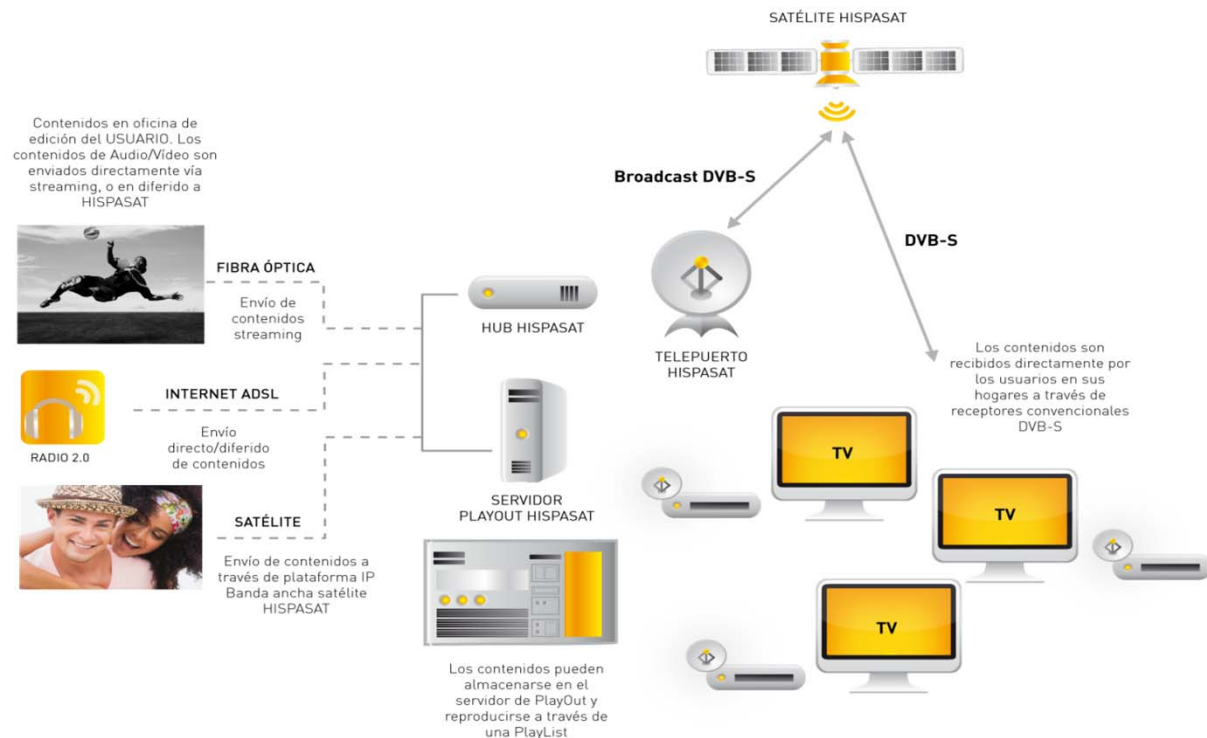 SATÉLITE HISPASAT
Contenidos en oficina de
edición del USUARIO. Los
contenidos de Audio/Vídeo son
enviados directamente vía
streaming, o en diferido a
HISPASAT
FIBRA ÓPTICA
Envío de
contenidos
streaming
RADIO 2.0
INTERNET ADSL
Envío
directo/diferido
de contenidos
SATÉLITE
Envío de contenidos a
través de plataforma IP
Banda ancha satélite
HISPASAT
HUB HISPASAT
SERVIDOR
PLAYOUT HISPASAT
Los contenidos pueden
almacenarse en el
servidor de PlayOut y
reproducirse a través de
una PlayList
Broadcast DVB-S
TELEPUERTO
HISPASAT
DVB-S
Los contenidos son
recibidos directamente por
los usuarios en sus
hogares a través de
receptores convencionales
DVB-S
TV
TV
TV